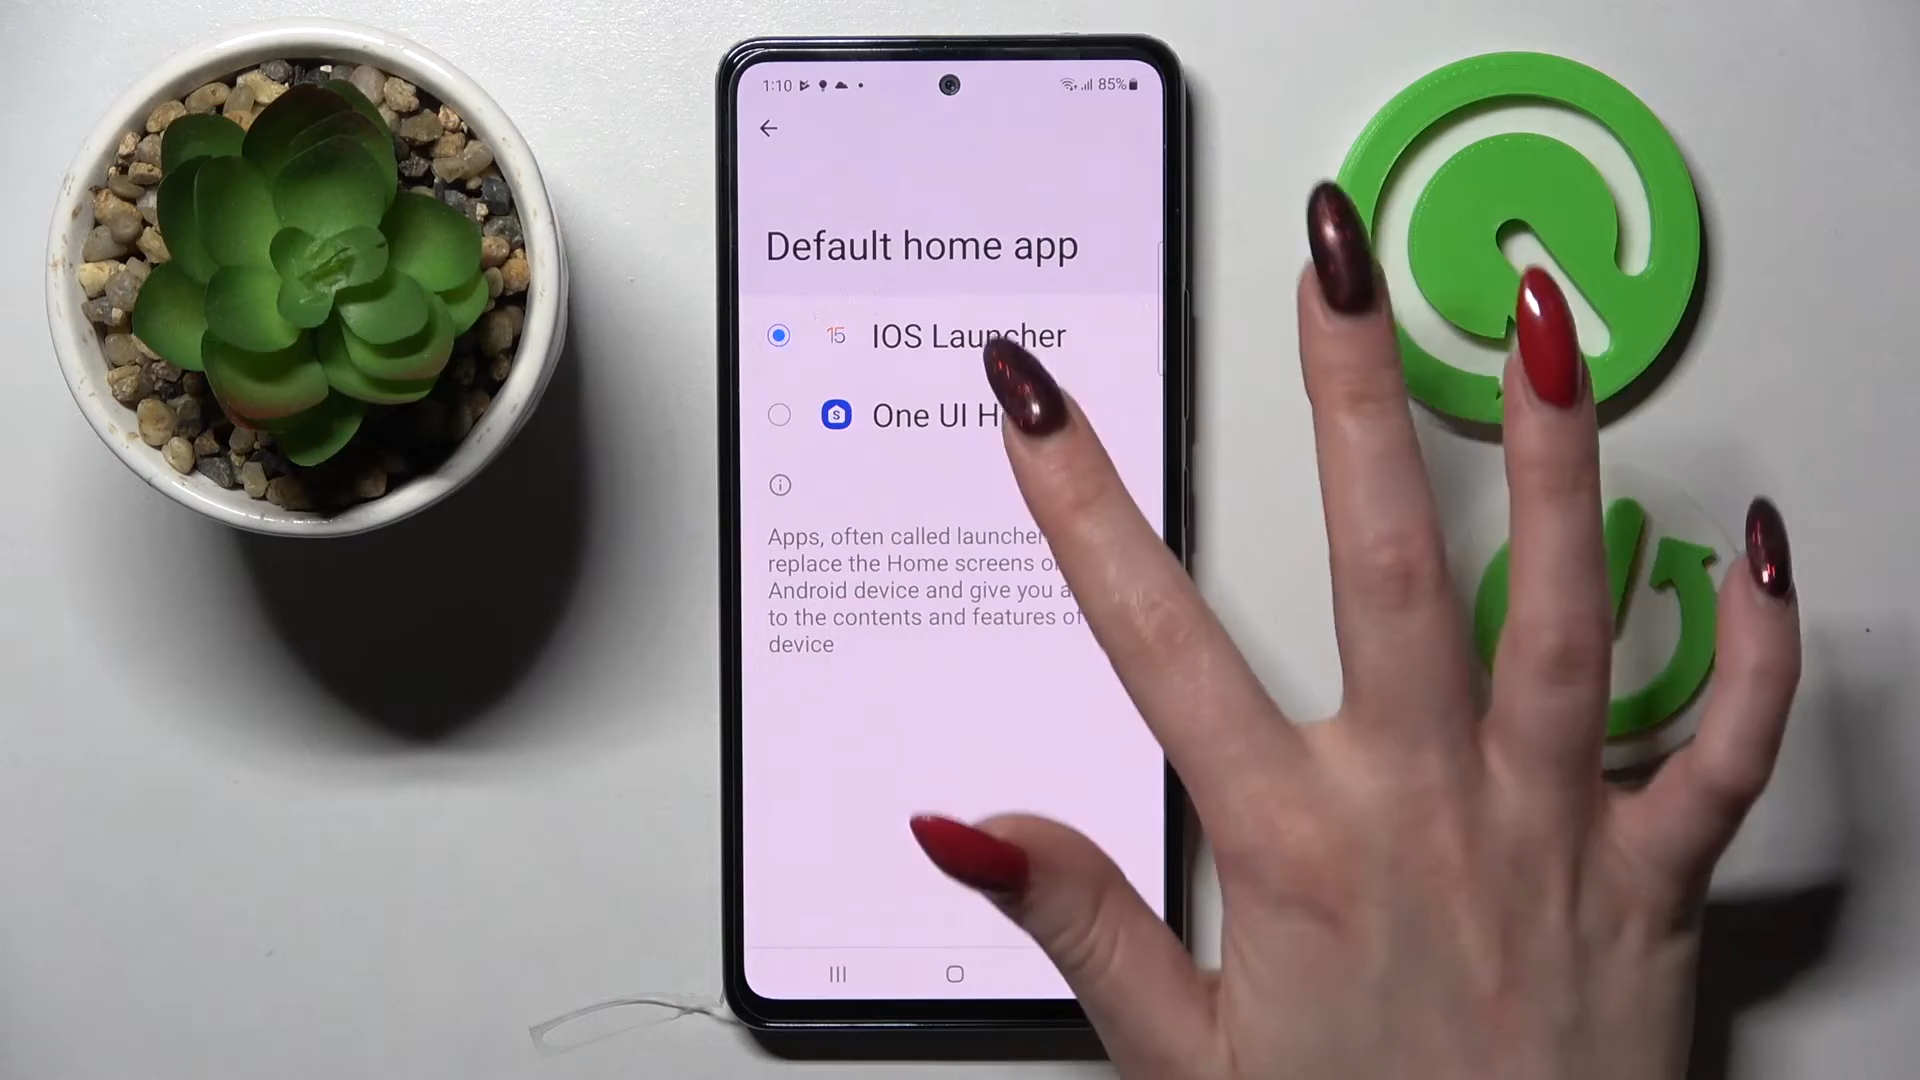 1:10
85%
Default home app
15 IOS Launcher
S One UI H
Apps, often called launcher
replace the Home screens o
Android device and give you a
to the contents and features of
device